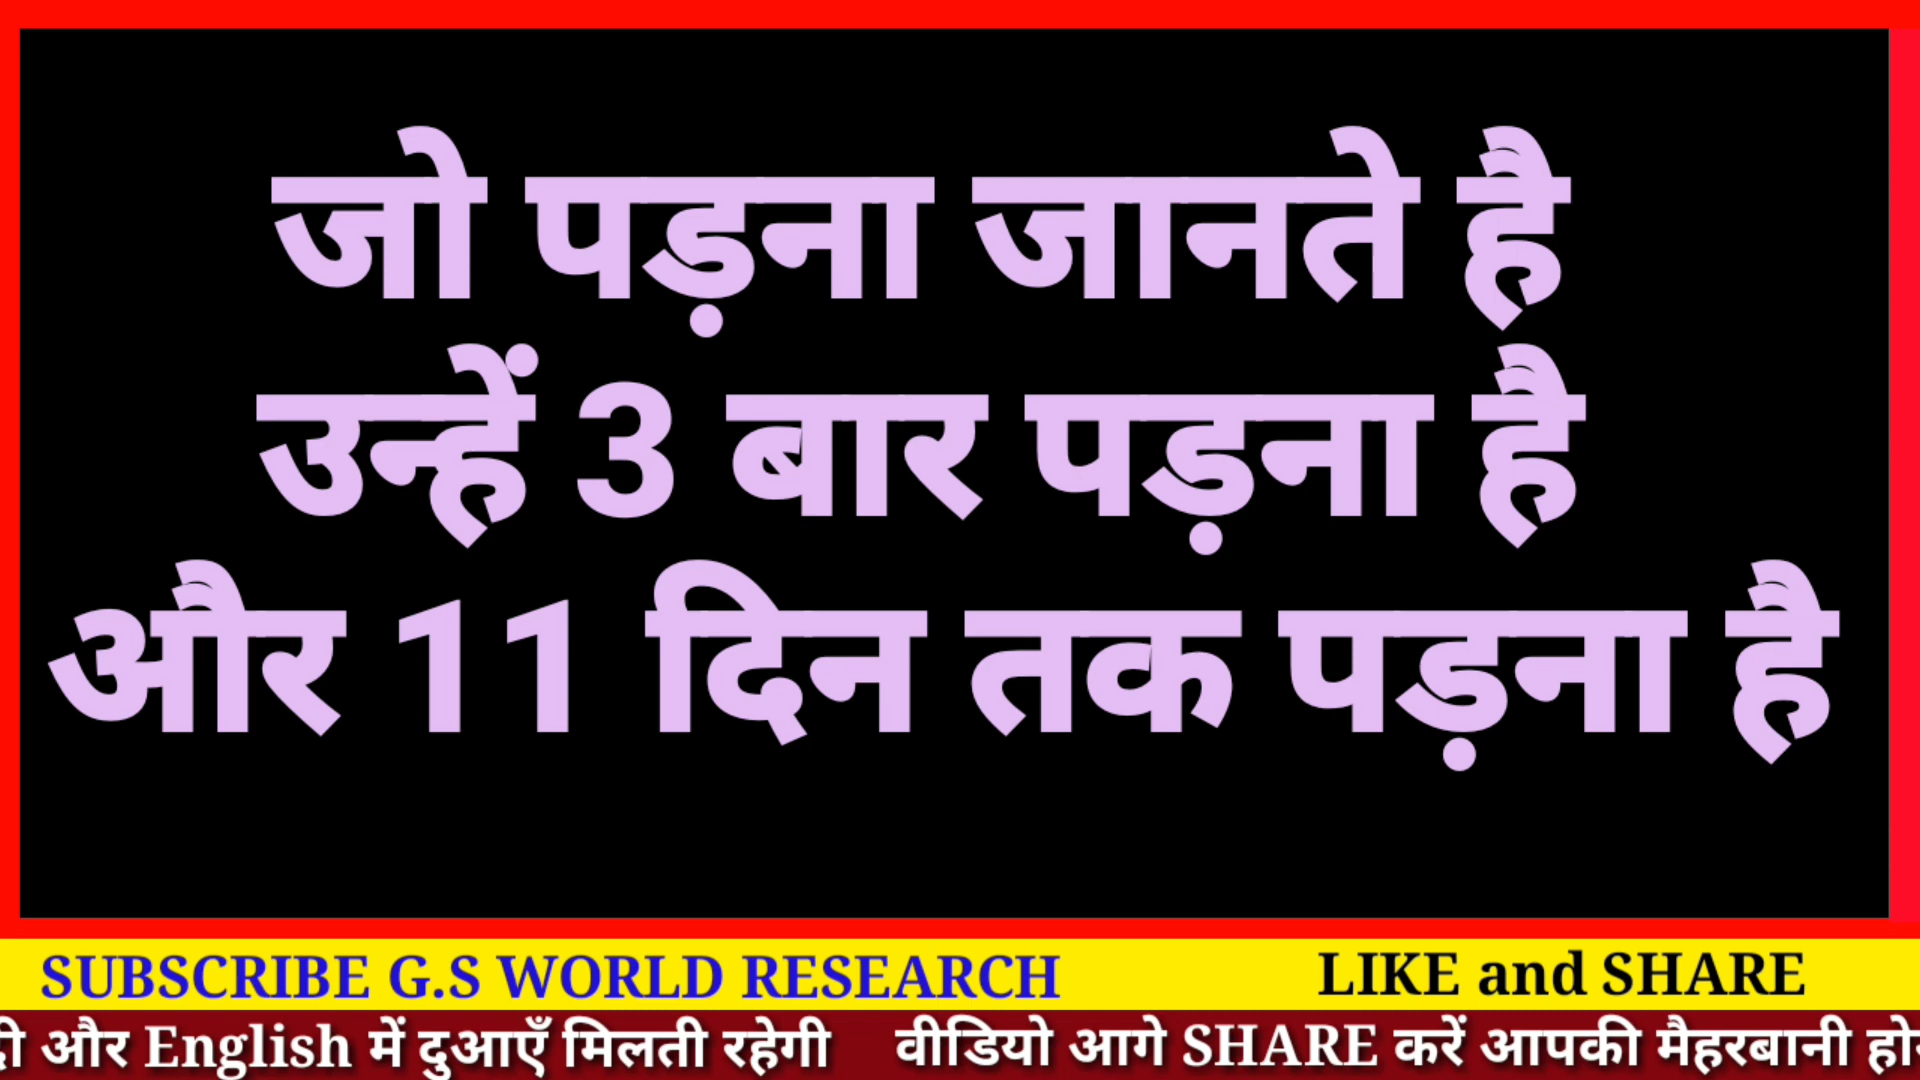 जो पड़ना जानते है
उन्हें 3 बार पड़ना है
और 11 दिन तक पड़ना है
SUBSCRIBE G.S WORLD RESEARCH LIKE and SHARE
और English में दुआएँ मिलती रहेगी वीडियो आगे SHARE करें आपकी मैहरबानी